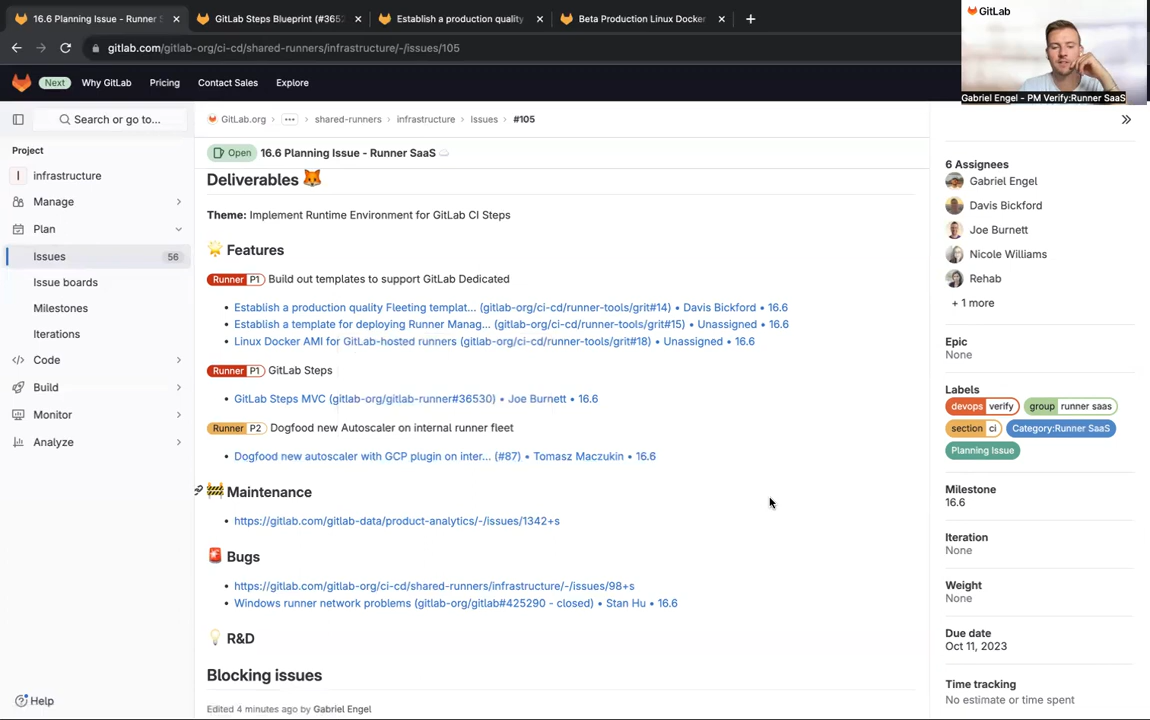 16.6 Planning Issue - Runner S
GitLab Steps Blueprint (#365
Establish a production quality
Beta Production Linux Docker
gitlab.com/gitlab-org/ci-cd/shared-runners/infrastructure/-/issues/105
GitLab
Gabriel Engel - PM Verify:Runner SaaS
Next
Why GitLab
Pricing
Contact Sales
Explore
Search or go to...
Project
infrastructure
Manage
Plan
Issues 56
Issue boards
Milestones
Iterations
Code
Build
Monitor
Analyze
Help
GitLab.org › ... › shared-runners › infrastructure › Issues › #105
Open 16.6 Planning Issue - Runner SaaS ☁️
Deliverables 🦊
Theme: Implement Runtime Environment for GitLab CI Steps
🌟 Features
Runner P1 Build out templates to support GitLab Dedicated
• Establish a production quality Fleeting templat... (gitlab-org/ci-cd/runner-tools/grit#14) • Davis Bickford • 16.6
• Establish a template for deploying Runner Manag... (gitlab-org/ci-cd/runner-tools/grit#15) • Unassigned • 16.6
• Linux Docker AMI for GitLab-hosted runners (gitlab-org/ci-cd/runner-tools/grit#18) • Unassigned • 16.6
Runner P1 GitLab Steps
• GitLab Steps MVC (gitlab-org/gitlab-runner#36530) • Joe Burnett • 16.6
Runner P2 Dogfood new Autoscaler on internal runner fleet
• Dogfood new autoscaler with GCP plugin on inter... (#87) • Tomasz Maczukin • 16.6
🚧 Maintenance
• https://gitlab.com/gitlab-data/product-analytics/-/issues/1342+s
🚨 Bugs
• https://gitlab.com/gitlab-org/ci-cd/shared-runners/infrastructure/-/issues/98+s
• Windows runner network problems (gitlab-org/gitlab#425290 - closed) • Stan Hu • 16.6
💡 R&D
Blocking issues
Edited 4 minutes ago by Gabriel Engel
6 Assignees
Gabriel Engel
Davis Bickford
Joe Burnett
Nicole Williams
Rehab
+ 1 more
Epic
None
Labels
devops verify
group runner saas
section ci
Category:Runner SaaS
Planning Issue
Milestone
16.6
Iteration
None
Weight
None
Due date
Oct 11, 2023
Time tracking
No estimate or time spent